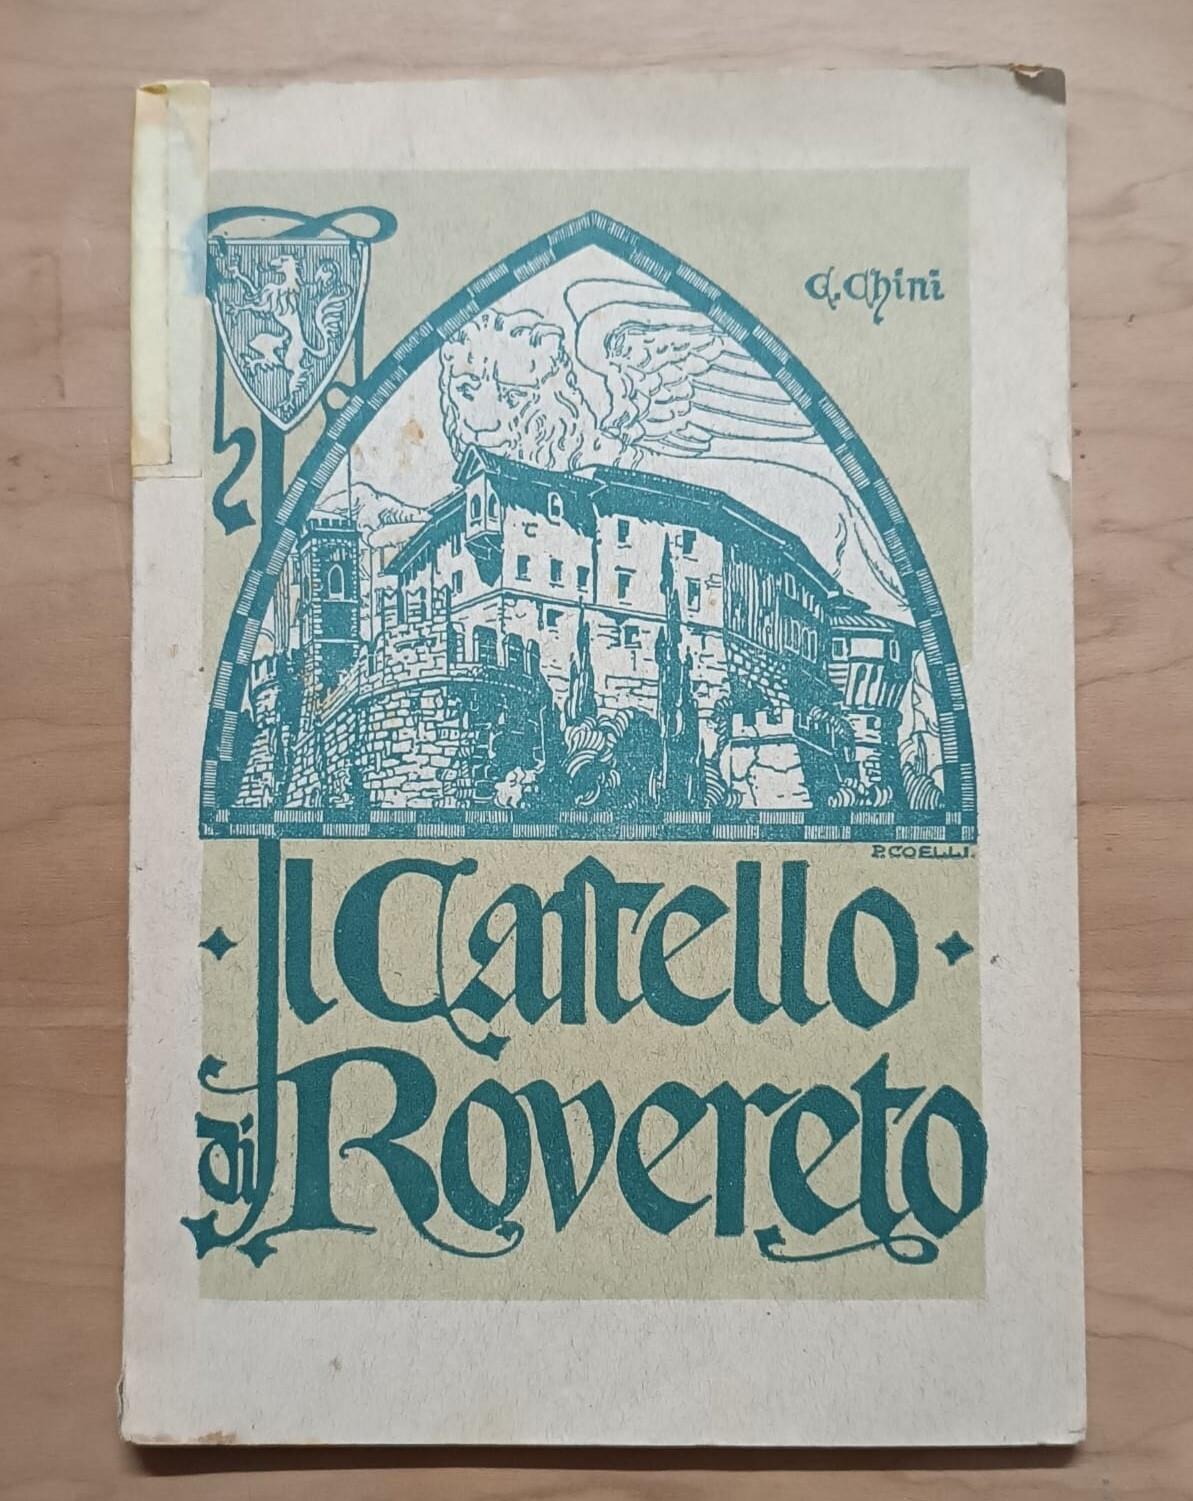 G. Chini
P. COELLI.
Il Castello
di Rovereto